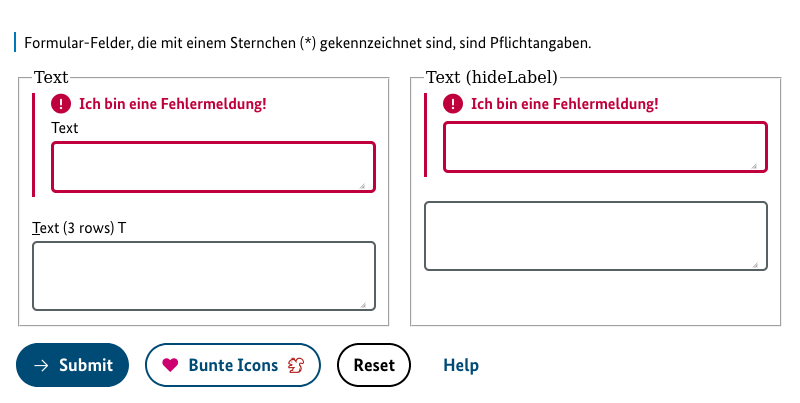 Formular-Felder, die mit einem Sternchen (*) gekennzeichnet sind, sind Pflichtangaben.
Text
Ich bin eine Fehlermeldung!
Text
Text (3 rows) T
Text (hideLabel)
Ich bin eine Fehlermeldung!
Submit
Bunte Icons
Reset
Help